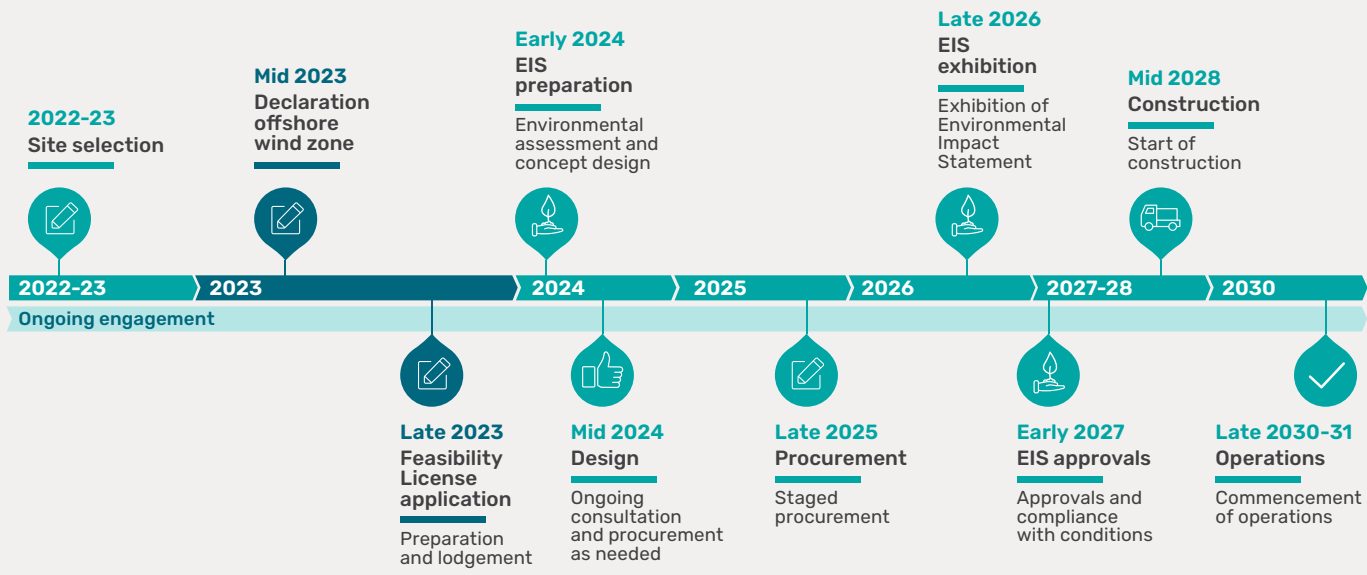 2022-23
Site selection
Mid 2023
Declaration
offshore
wind zone
Early 2024
EIS
preparation
Environmental
assessment and
concept design
Late 2026
EIS
exhibition
Exhibition of
Environmental
Impact
Statement
Mid 2028
Construction
Start of
construction
2022-23
2023
2024
2025
2026
2027-28
2030
Ongoing engagement
Late 2023
Feasibility
License
application
Preparation
and lodgement
Mid 2024
Design
Ongoing
consultation
and procurement
as needed
Late 2025
Procurement
Staged
procurement
Early 2027
EIS approvals
Approvals and
compliance
with conditions
Late 2030-31
Operations
Commencement
of operations